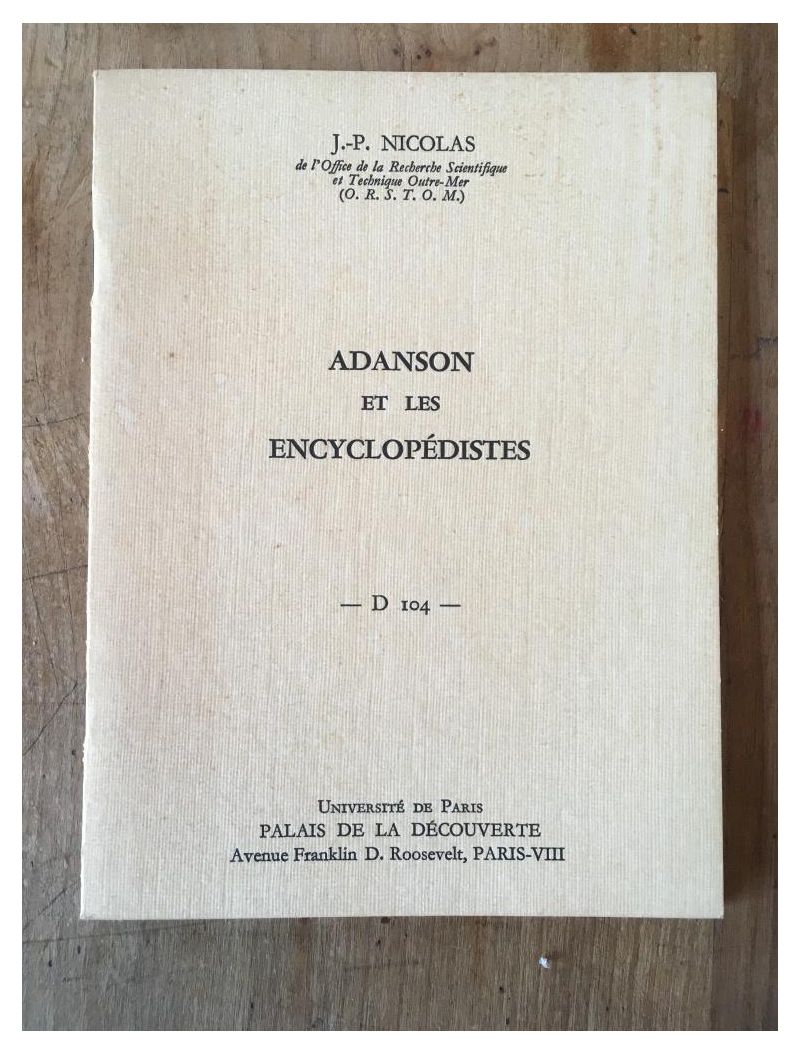 J.-P. NICOLAS
de l'Office de la Recherche Scientifique
et Technique Outre-Mer
(O. R. S. T. O. M.)
ADANSON
ET LES
ENCYCLOPÉDISTES
— D 104 —
UNIVERSITÉ DE PARIS
PALAIS DE LA DÉCOUVERTE
Avenue Franklin D. Roosevelt, PARIS-VIII